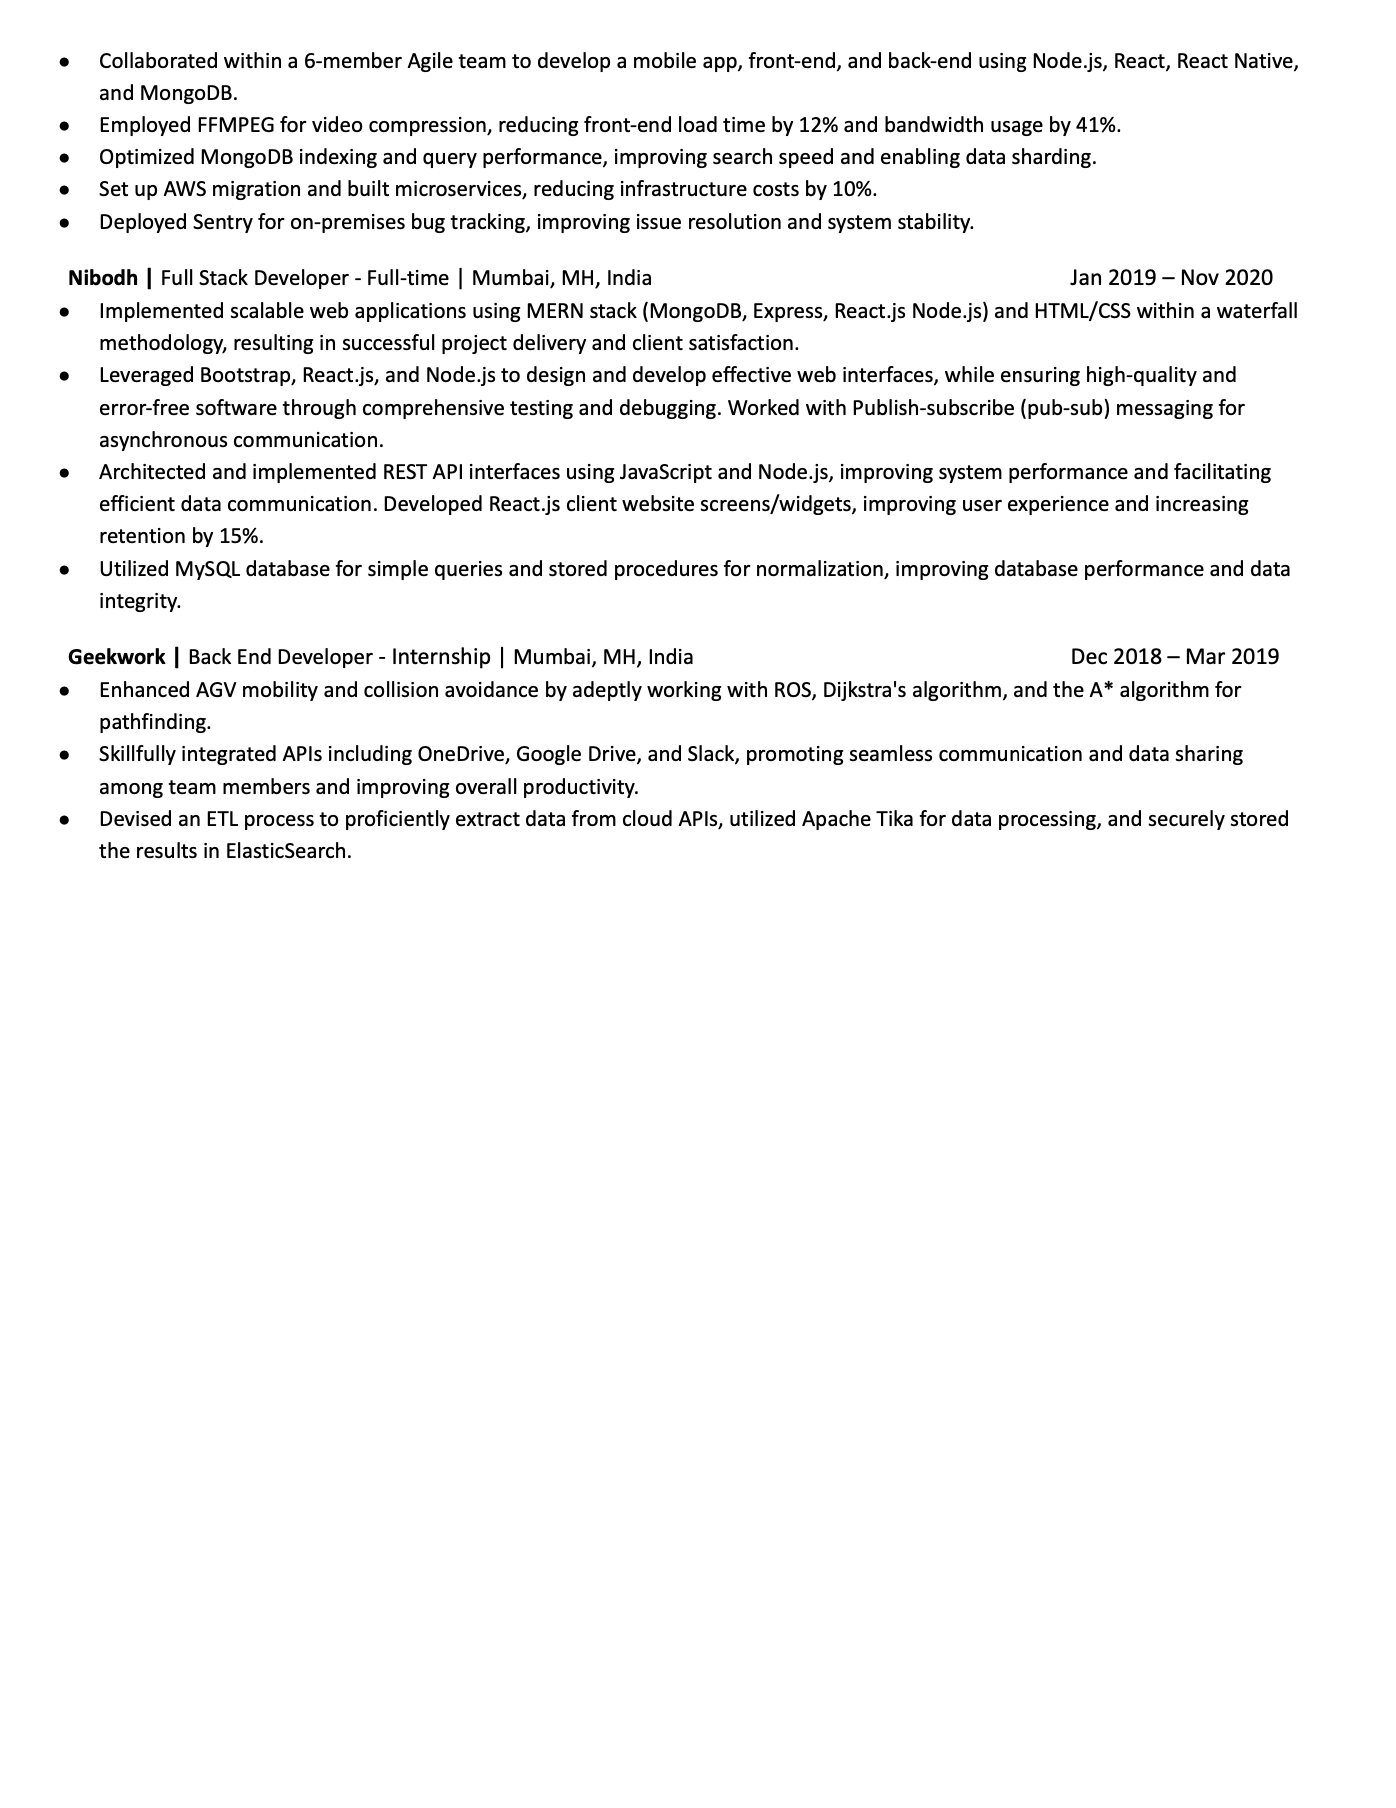 ● Collaborated within a 6-member Agile team to develop a mobile app, front-end, and back-end using Node.js, React, React Native,
and MongoDB.
● Employed FFMPEG for video compression, reducing front-end load time by 12% and bandwidth usage by 41%.
● Optimized MongoDB indexing and query performance, improving search speed and enabling data sharding.
● Set up AWS migration and built microservices, reducing infrastructure costs by 10%.
● Deployed Sentry for on-premises bug tracking, improving issue resolution and system stability.
Nibodh | Full Stack Developer - Full-time | Mumbai, MH, India Jan 2019 – Nov 2020
● Implemented scalable web applications using MERN stack (MongoDB, Express, React.js Node.js) and HTML/CSS within a waterfall
methodology, resulting in successful project delivery and client satisfaction.
● Leveraged Bootstrap, React.js, and Node.js to design and develop effective web interfaces, while ensuring high-quality and
error-free software through comprehensive testing and debugging. Worked with Publish-subscribe (pub-sub) messaging for
asynchronous communication.
● Architected and implemented REST API interfaces using JavaScript and Node.js, improving system performance and facilitating
efficient data communication. Developed React.js client website screens/widgets, improving user experience and increasing
retention by 15%.
● Utilized MySQL database for simple queries and stored procedures for normalization, improving database performance and data
integrity.
Geekwork | Back End Developer - Internship | Mumbai, MH, India Dec 2018 – Mar 2019
● Enhanced AGV mobility and collision avoidance by adeptly working with ROS, Dijkstra's algorithm, and the A* algorithm for
pathfinding.
● Skillfully integrated APIs including OneDrive, Google Drive, and Slack, promoting seamless communication and data sharing
among team members and improving overall productivity.
● Devised an ETL process to proficiently extract data from cloud APIs, utilized Apache Tika for data processing, and securely stored
the results in ElasticSearch.